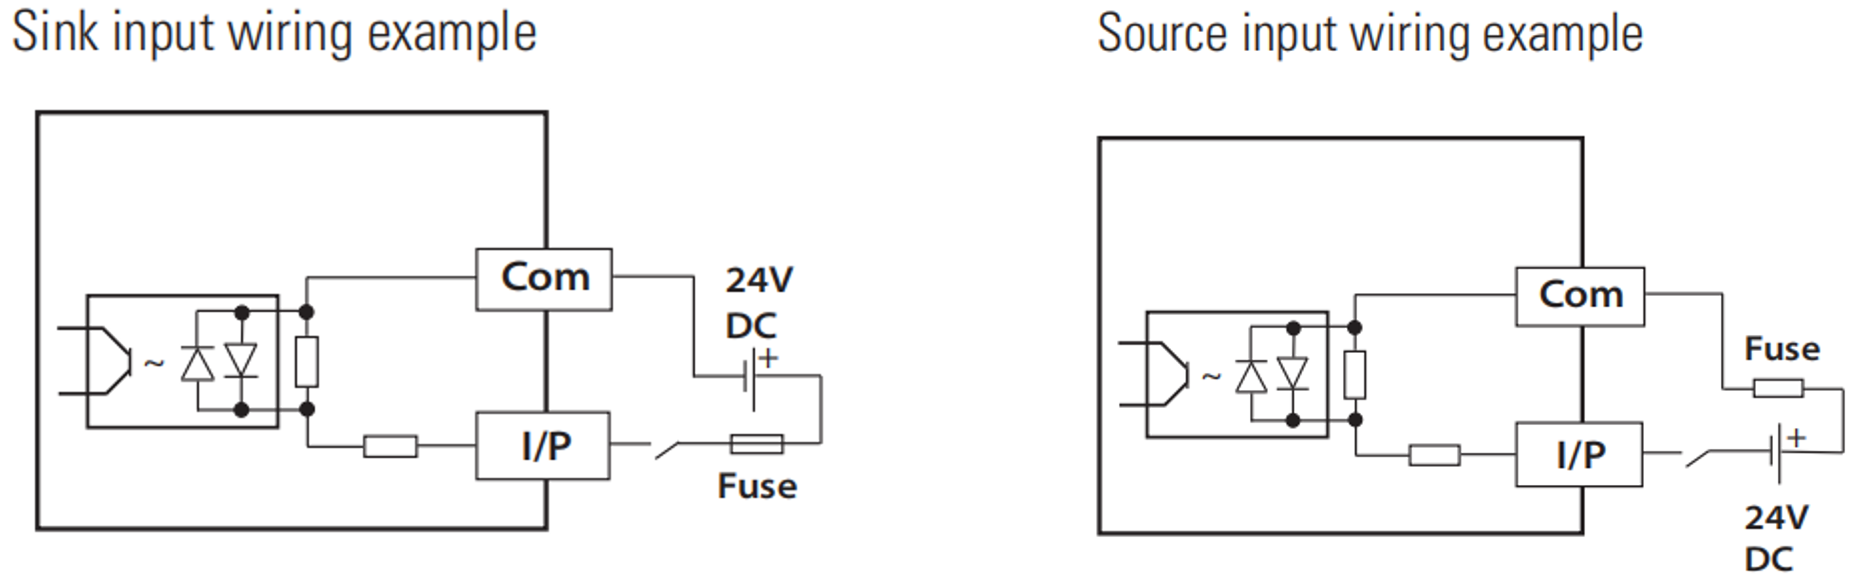 Sink input wiring example
Com
24V
DC
+
~
I/P
Fuse
Source input wiring example
Com
Fuse
~
I/P
+
24V
DC